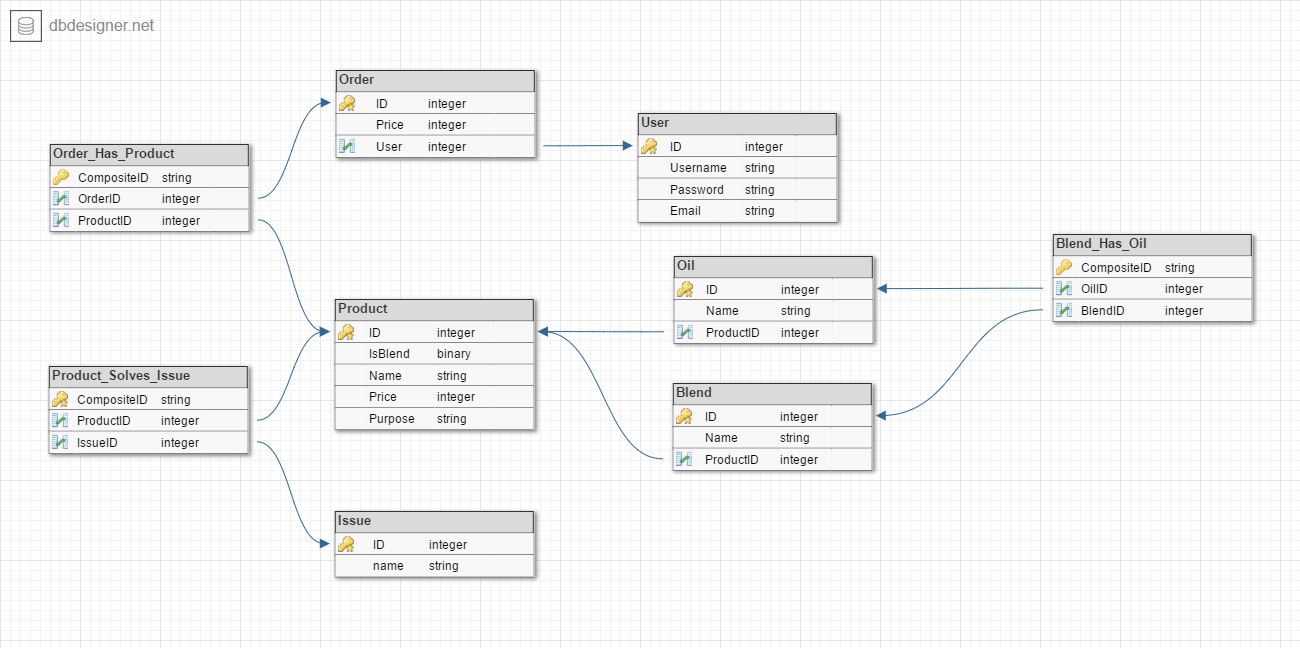 dbdesigner.net
Order
ID integer
Price integer
User integer
User
ID integer
Username string
Password string
Email string
Order_Has_Product
CompositeID string
OrderID integer
ProductID integer
Blend_Has_Oil
CompositeID string
OilID integer
BlendID integer
Oil
ID integer
Name string
ProductID integer
Product
ID integer
IsBlend binary
Name string
Price integer
Purpose string
Product_Solves_Issue
CompositeID string
ProductID integer
IssueID integer
Blend
ID integer
Name string
ProductID integer
Issue
ID integer
name string